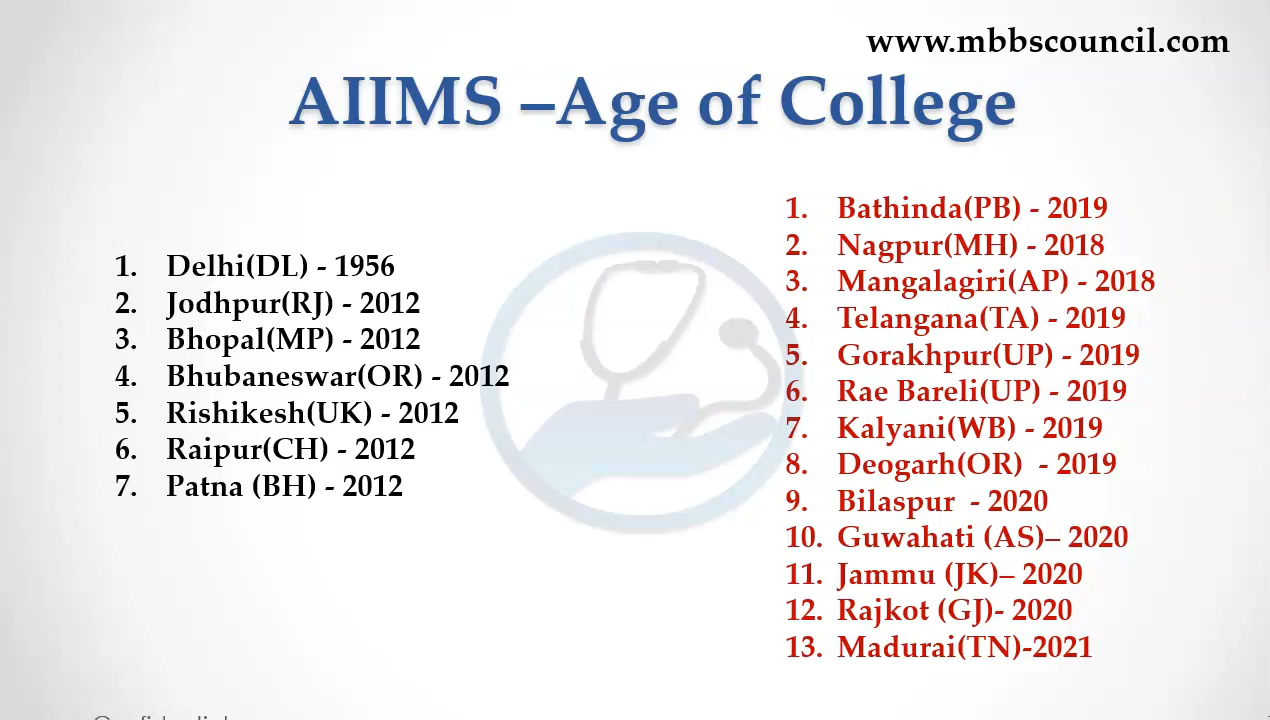 www.mbbscouncil.com
AIIMS –Age of College
1. Delhi(DL) - 1956
2. Jodhpur(RJ) - 2012
3. Bhopal(MP) - 2012
4. Bhubaneswar(OR) - 2012
5. Rishikesh(UK) - 2012
6. Raipur(CH) - 2012
7. Patna (BH) - 2012
1. Bathinda(PB) - 2019
2. Nagpur(MH) - 2018
3. Mangalagiri(AP) - 2018
4. Telangana(TA) - 2019
5. Gorakhpur(UP) - 2019
6. Rae Bareli(UP) - 2019
7. Kalyani(WB) - 2019
8. Deogarh(OR)  - 2019
9. Bilaspur  - 2020
10. Guwahati (AS)– 2020
11. Jammu (JK)– 2020
12. Rajkot (GJ)- 2020
13. Madurai(TN)-2021